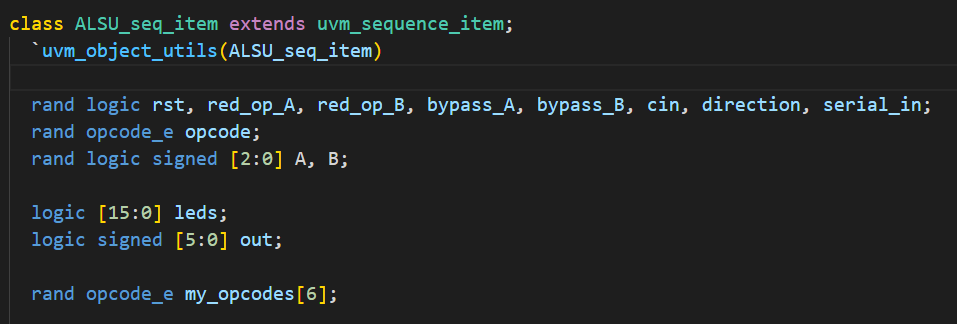 class ALSU_seq_item extends uvm_sequence_item;
`uvm_object_utils(ALSU_seq_item)
rand logic rst, red_op_A, red_op_B, bypass_A, bypass_B, cin, direction, serial_in;
rand opcode_e opcode;
rand logic signed [2:0] A, B;
logic [15:0] leds;
logic signed [5:0] out;
rand opcode_e my_opcodes[6];